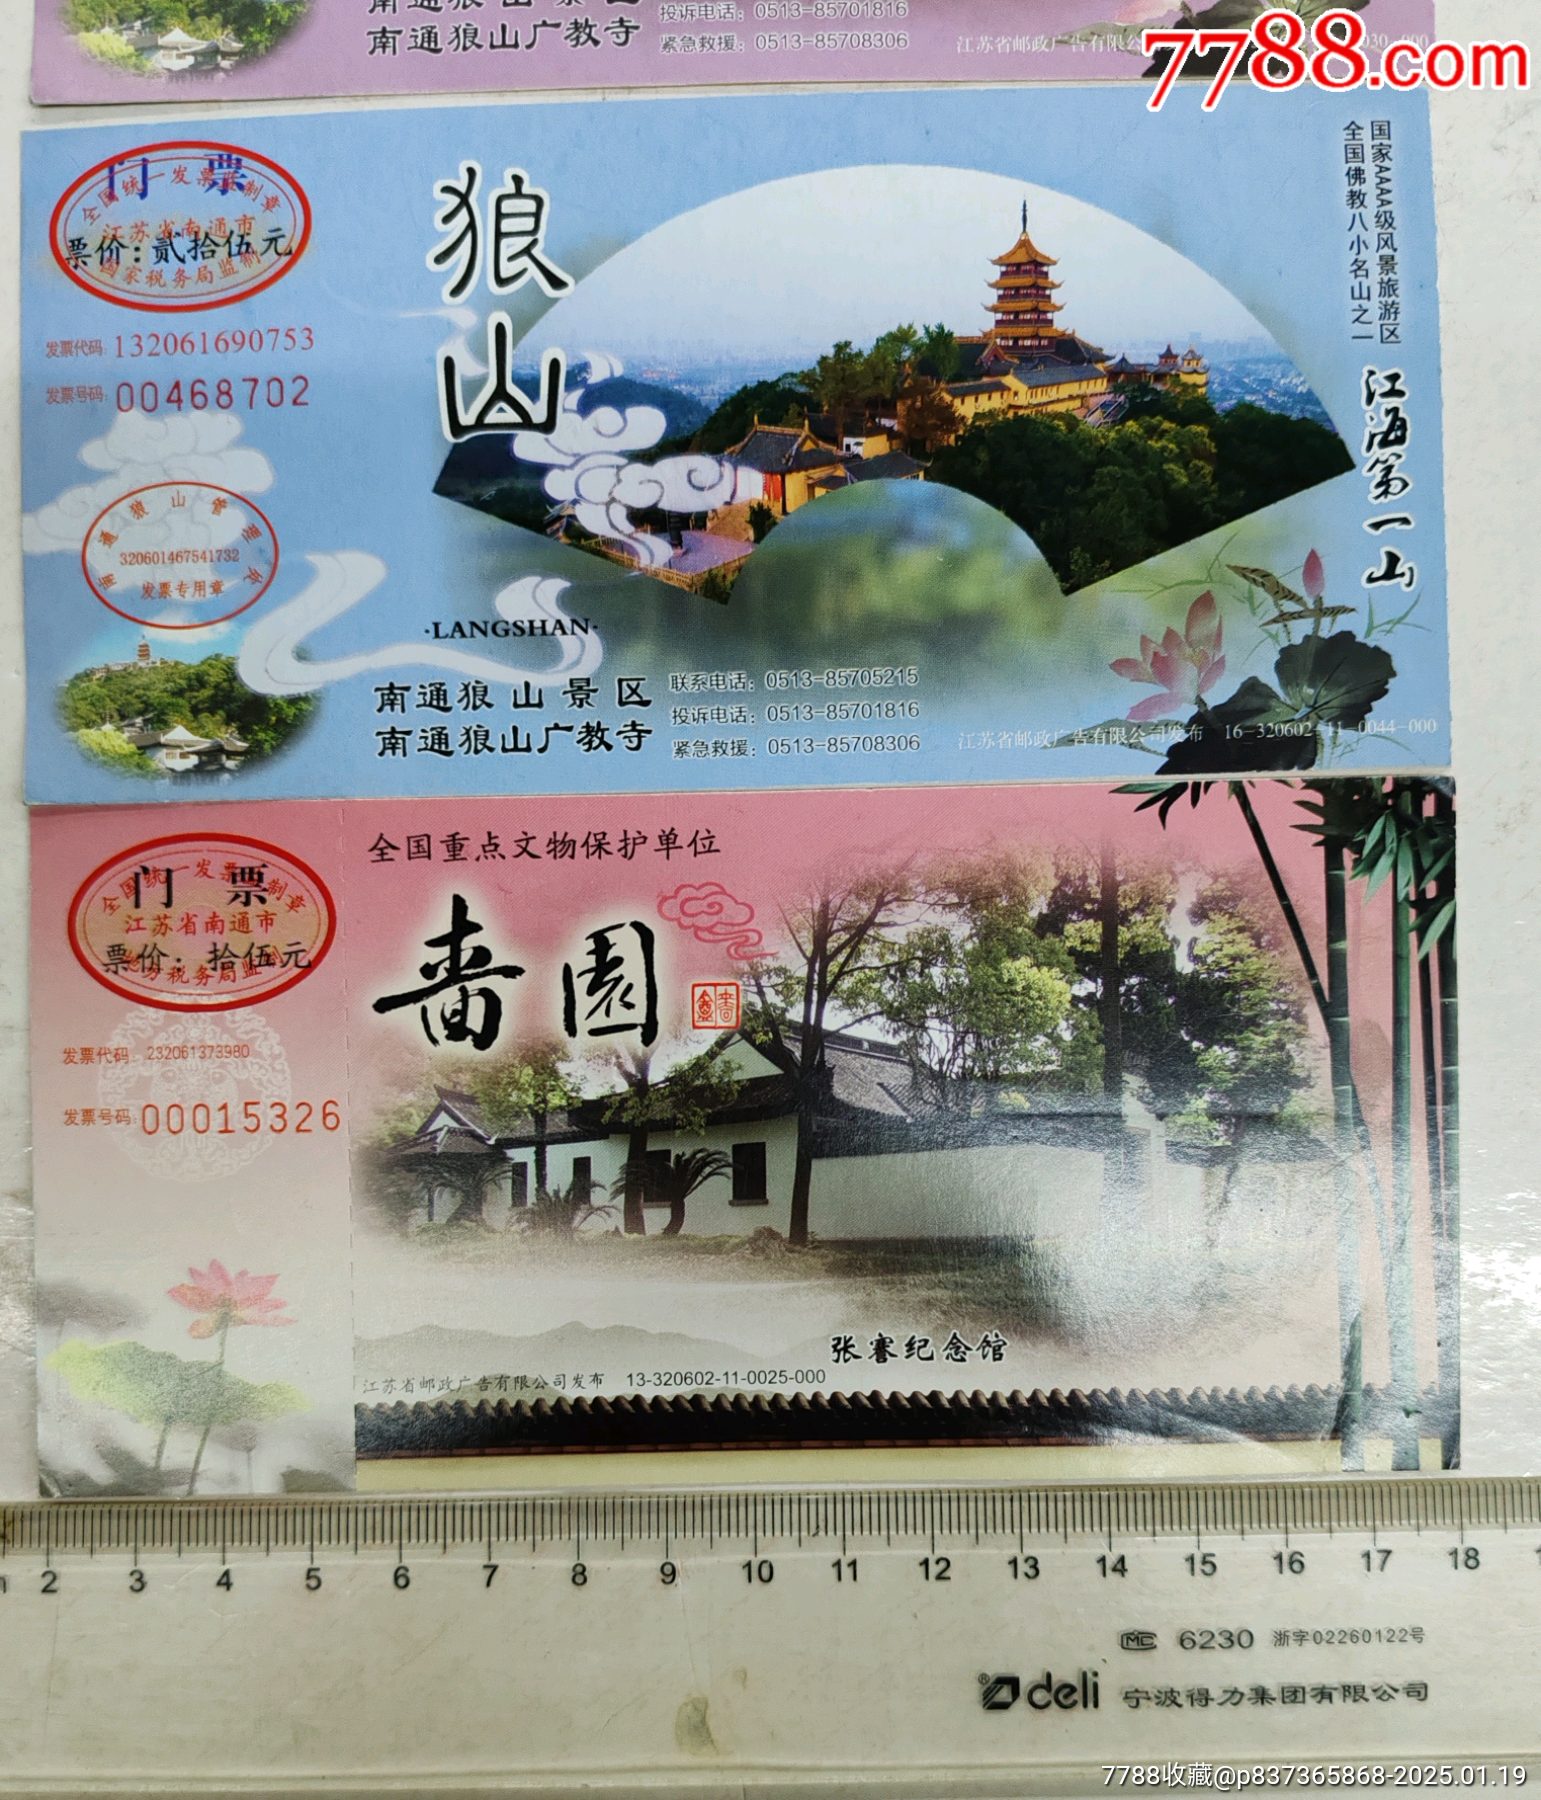 南通狼山景区
南通狼山广教寺
投诉电话：0513-85701816
紧急救援：0513-85708306
7788.com
门 票
全国统一发票监制章
江苏省南通市
国家税务局监制
票价：贰拾伍元
发票代码：132061690753
发票号码：00468702
南通狼山管理处
320601467541732
发票专用章
狼山
·LANGSHAN·
南通狼山景区
南通狼山广教寺
联系电话：0513-85705215
投诉电话：0513-85701816
紧急救援：0513-85708306
江苏省邮政广告有限公司发布 16-320602-11-0044-000
国家AAAA级风景旅游区
全国佛教八小名山之一
江海第一山
门 票
全国统一发票监制章
江苏省南通市
票价：拾伍元
发票代码：232061373980
发票号码：00015326
全国重点文物保护单位
啬园
张謇纪念馆
江苏省邮政广告有限公司发布 13-320602-11-0025-000
2 3 4 5 6 7 8 9 10 11 12 13 14 15 16 17 18
MC 6230 浙字02260122号
deli 宁波得力集团有限公司
7788收藏@p837365868-2025.01.19